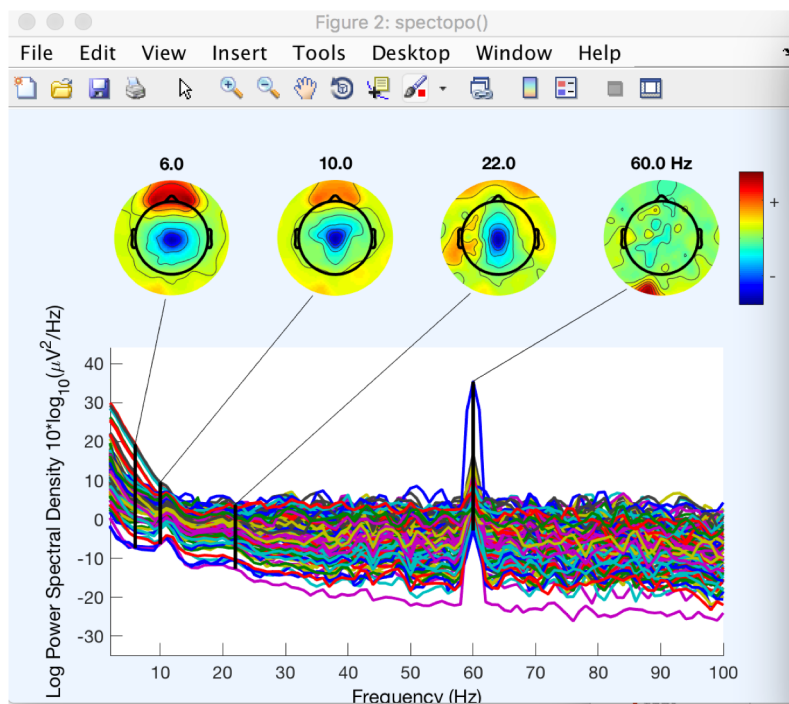 Figure 2: spectopo()
File Edit View Insert Tools Desktop Window Help
6.0 10.0 22.0 60.0 Hz
+
-
Log Power Spectral Density 10*log10(μV2/Hz)
40
30
20
10
0
-10
-20
-30
10 20 30 40 50 60 70 80 90 100
Frequency (Hz)